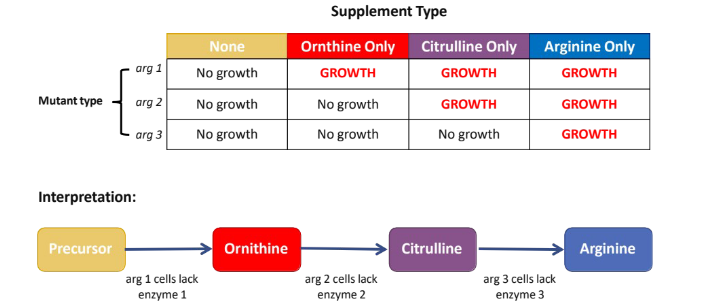 Supplement Type
None Ornthine Only Citrulline Only Arginine Only
arg 1 No growth GROWTH GROWTH GROWTH
Mutant type
arg 2 No growth No growth GROWTH GROWTH
arg 3 No growth No growth No growth GROWTH
Interpretation:
Precursor Ornithine Citrulline Arginine
arg 1 cells lack arg 2 cells lack arg 3 cells lack
enzyme 1 enzyme 2 enzyme 3